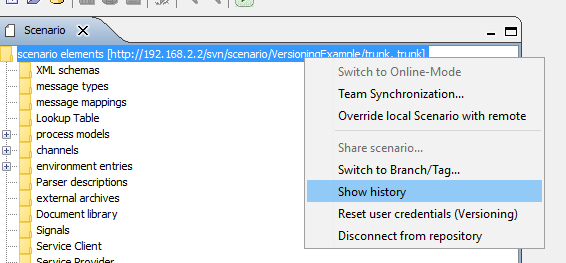 Scenario
scenario elements [http://192.168.2.2/svn/scenario/VersioningExample/trunk, trunk]
XML schemas
message types
message mappings
Lookup Table
process models
channels
environment entries
Parser descriptions
external archives
Document library
Signals
Service Client
Service Provider
Switch to Online-Mode
Team Synchronization...
Override local Scenario with remote
Share scenario...
Switch to Branch/Tag...
Show history
Reset user credentials (Versioning)
Disconnect from repository